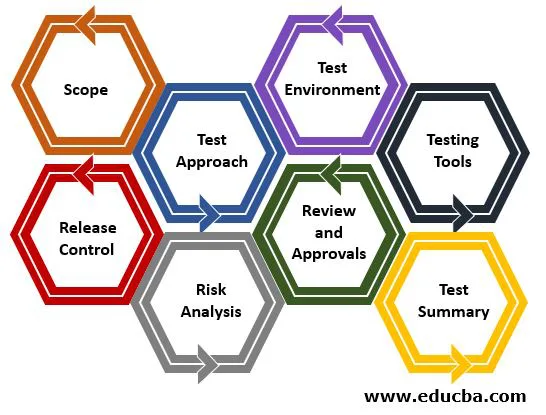 Scope
Test
Approach
Test
Environment
Testing
Tools
Release
Control
Risk
Analysis
Review
and
Approvals
Test
Summary
www.educba.com